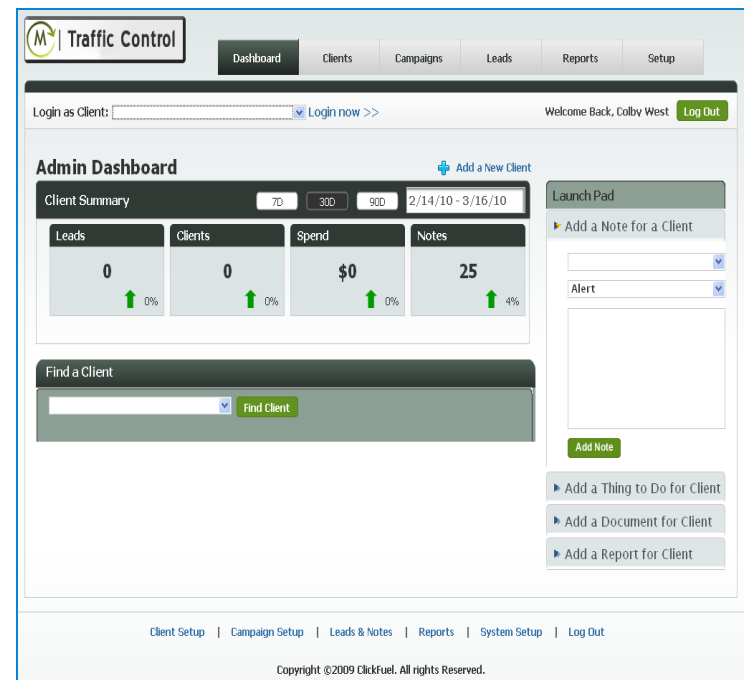 M | Traffic Control
Dashboard Clients Campaigns Leads Reports Setup
Login as Client: Login now >> Welcome Back, Colby West Log Out
Admin Dashboard Add a New Client
Client Summary 7D 30D 90D 2/14/10 - 3/16/10
Leads Clients Spend Notes
0 0 $0 25
0% 0% 0% 4%
Find a Client
Find Client
Launch Pad
Add a Note for a Client
Alert
Add Note
Add a Thing to Do for Client
Add a Document for Client
Add a Report for Client
Client Setup | Campaign Setup | Leads & Notes | Reports | System Setup | Log Out
Copyright ©2009 ClickFuel. All rights Reserved.